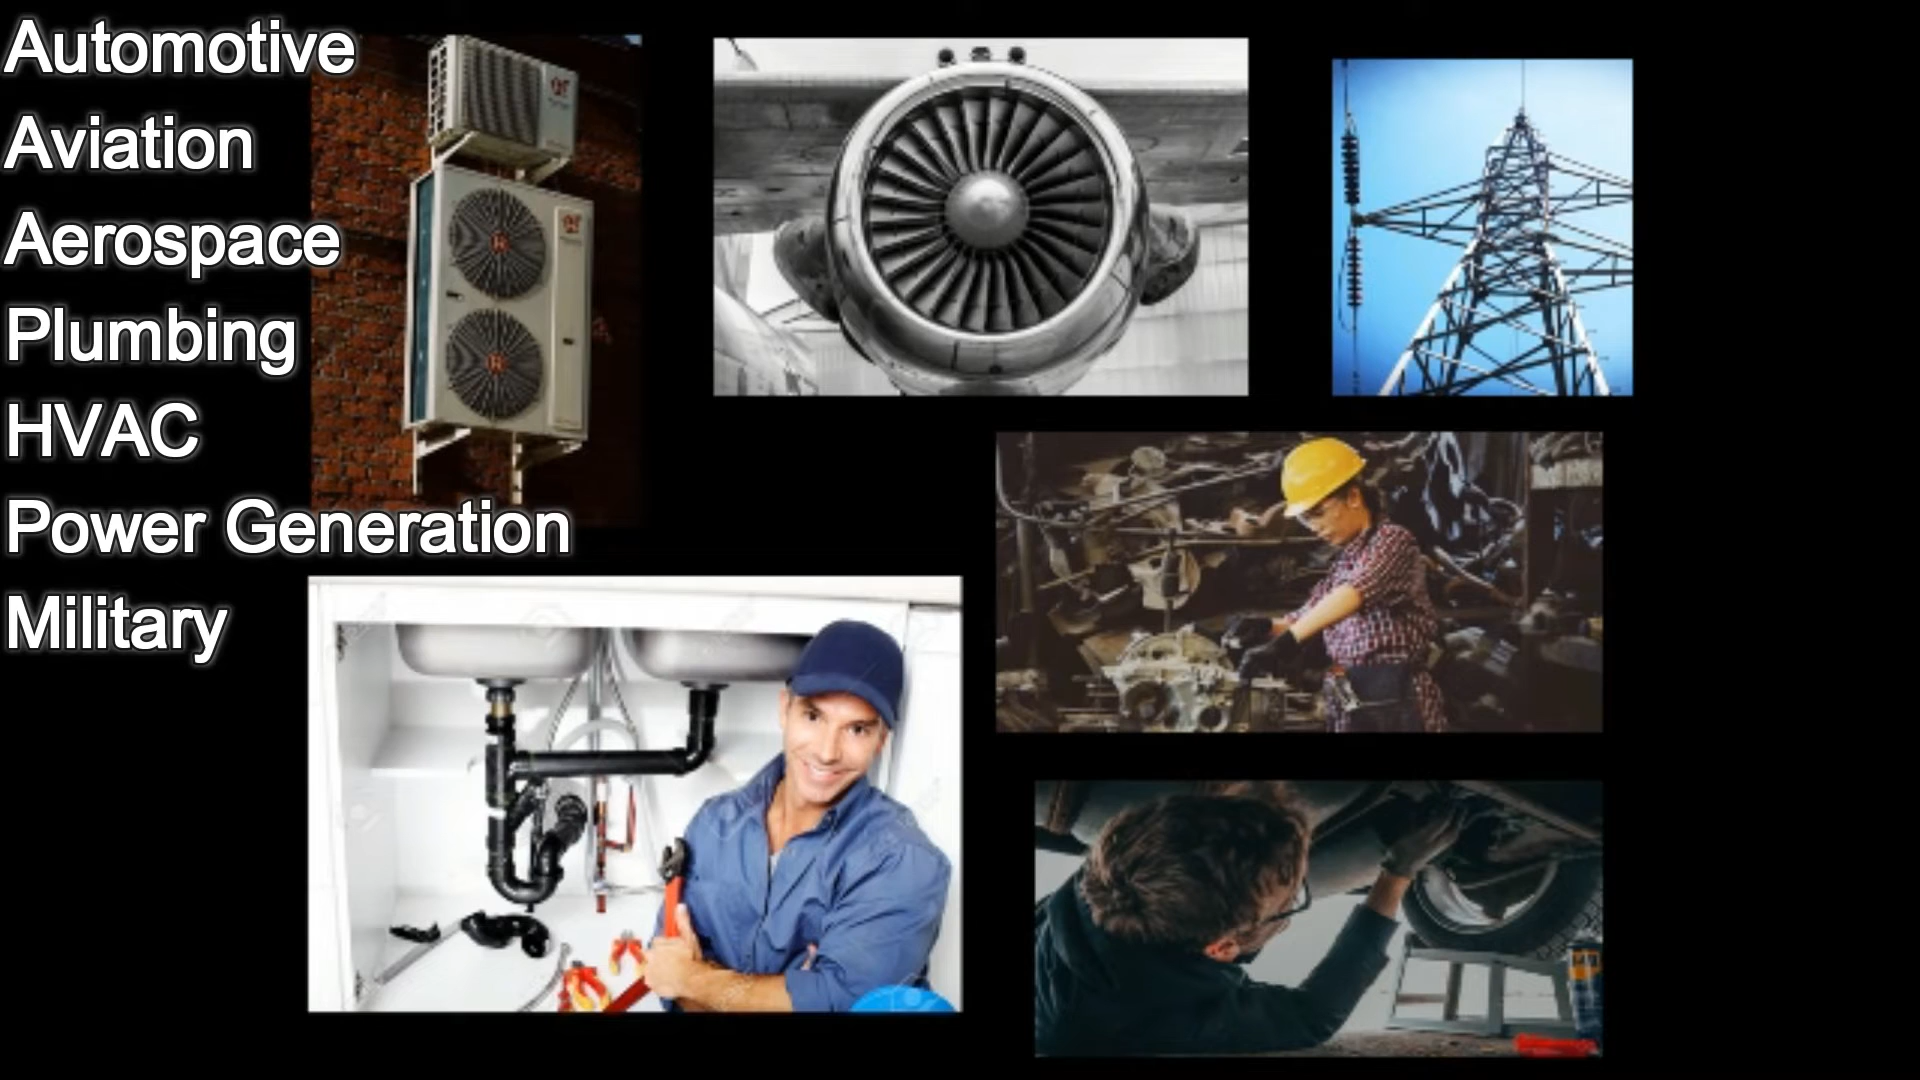 Automotive
Aviation
Aerospace
Plumbing
HVAC
Power Generation
Military